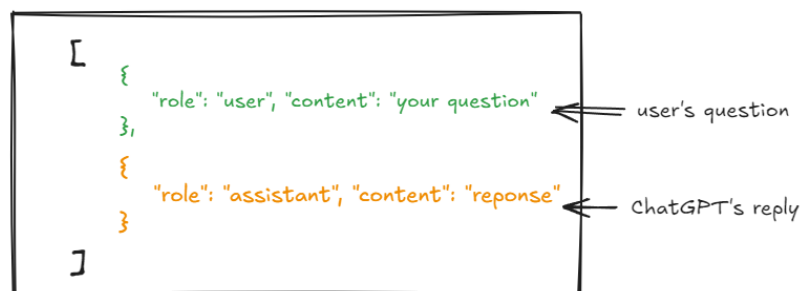 [
{
"role": "user", "content": "your question"
user's question
},
{
"role": "assistant", "content": "reponse"
ChatGPT's reply
}
]